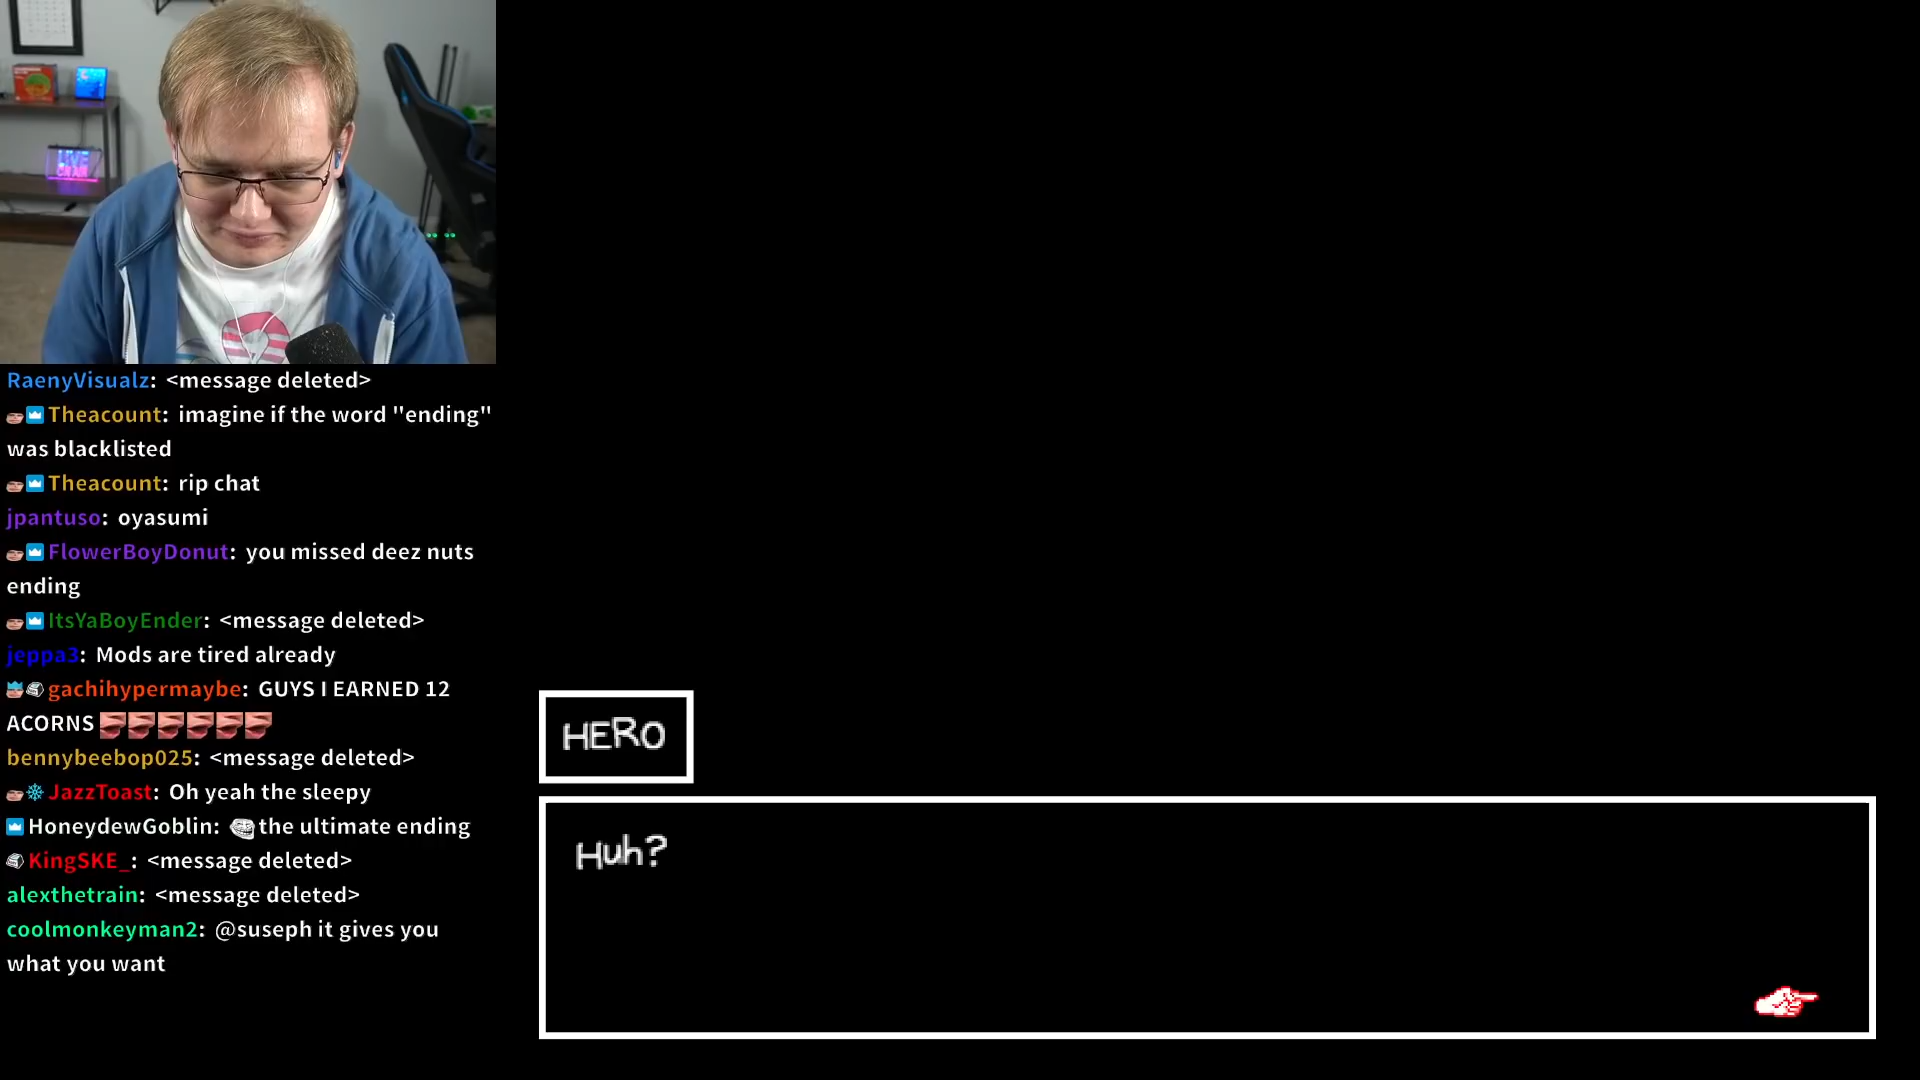 LIVE
ON AIR
RaenyVisualz: <message deleted>
Theacount: imagine if the word "ending"
was blacklisted
Theacount: rip chat
jpantuso: oyasumi
FlowerBoyDonut: you missed deez nuts
ending
ItsYaBoyEnder: <message deleted>
jeppa3: Mods are tired already
gachihypermaybe: GUYS I EARNED 12
ACORNS
bennybeebop025: <message deleted>
JazzToast: Oh yeah the sleepy
HoneydewGoblin: the ultimate ending
KingSKE_: <message deleted>
alexthetrain: <message deleted>
coolmonkeyman2: @suseph it gives you
what you want
HERO
Huh?